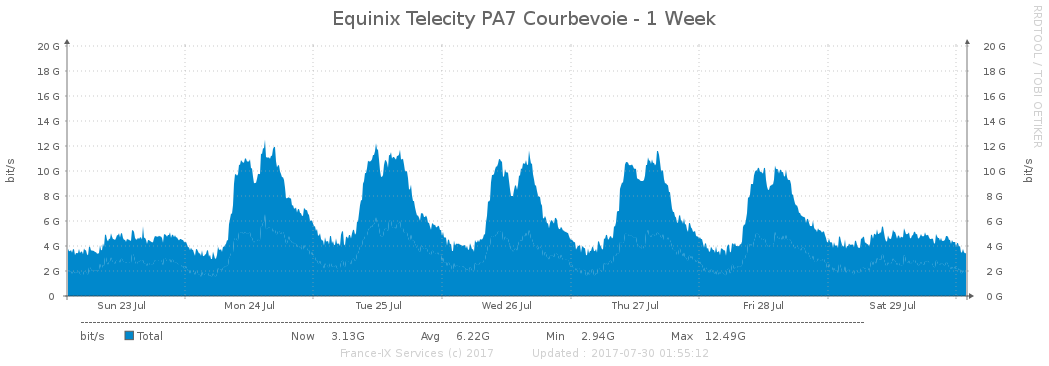 Equinix Telecity PA7 Courbevoie - 1 Week
RRDTOOL / TOBI OETIKER
bit/s
20 G
18 G
16 G
14 G
12 G
10 G
8 G
6 G
4 G
2 G
0
20 G
18 G
16 G
14 G
12 G
10 G
8 G
6 G
4 G
2 G
0 G
bit/s
Sun 23 Jul Mon 24 Jul Tue 25 Jul Wed 26 Jul Thu 27 Jul Fri 28 Jul Sat 29 Jul
bit/s Total Now 3.13G Avg 6.22G Min 2.94G Max 12.49G
France-IX Services (c) 2017 Updated : 2017-07-30 01:55:12